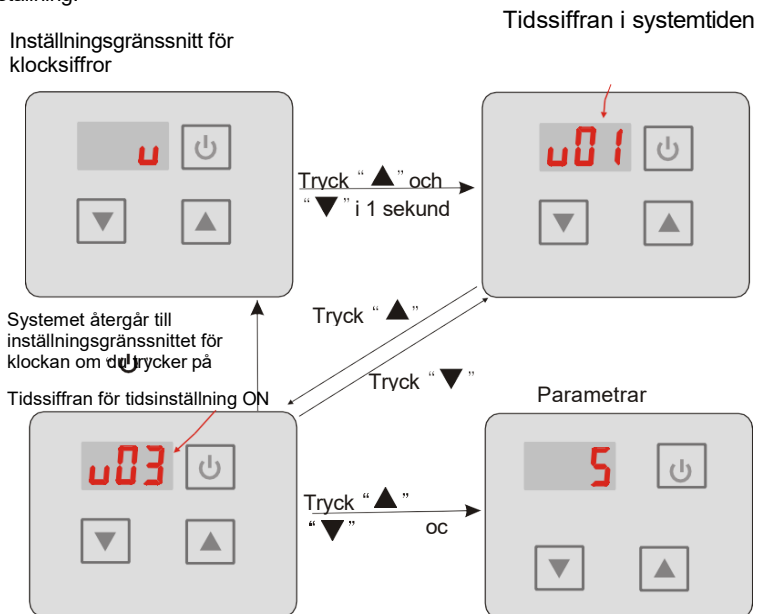 ställning.
Tidssiffran i systemtiden
Inställningsgränssnitt för
klocksiffror
u
u01
Tryck “ ▲ ” och
“ ▼ ” i 1 sekund
Systemet återgår till
inställningsgränssnittet för
klockan om du trycker på
Tryck “ ▲ ”
Tryck “ ▼ ”
Tidssiffran för tidsinställning ON
Parametrar
u03
5
Tryck “ ▲ ”
“ ▼ ” oc